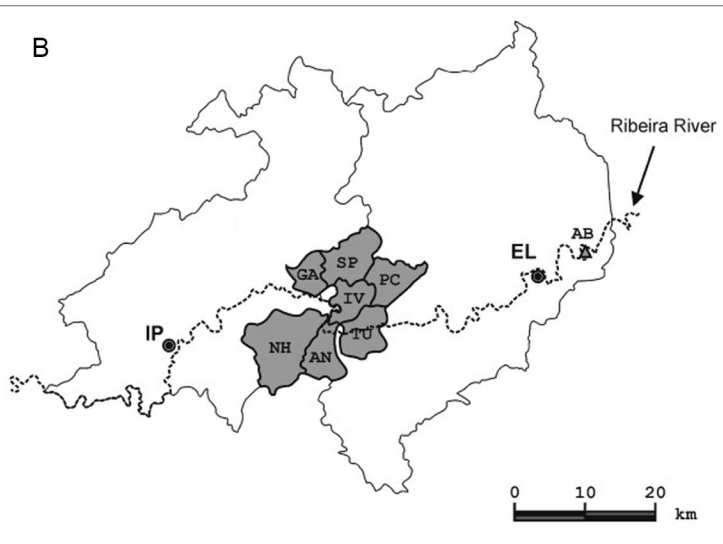 B
Ribeira River
AB
EL
SP
GA
PC
IV
IP
TU
NH
AN
0 10 20
km